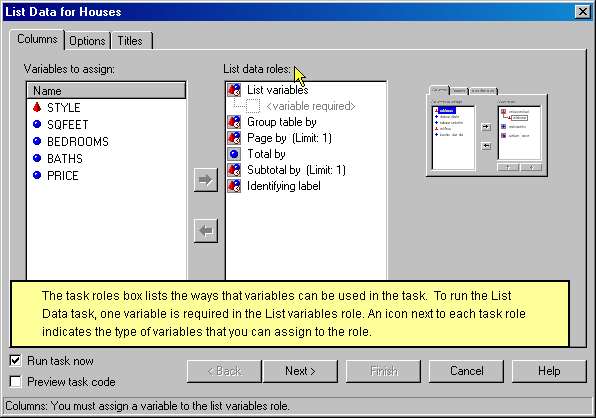 List Data for Houses
Columns
Options
Titles
Variables to assign:
Name
STYLE
SQFEET
BEDROOMS
BATHS
PRICE
List data roles:
List variables
<variable required>
Group table by
Page by (Limit: 1)
Total by
Subtotal by (Limit: 1)
Identifying label
The task roles box lists the ways that variables can be used in the task. To run the List
Data task, one variable is required in the List variables role. An icon next to each task role
indicates the type of variables that you can assign to the role.
Run task now
Preview task code
< Back
Next >
Finish
Cancel
Help
Columns: You must assign a variable to the list variables role.